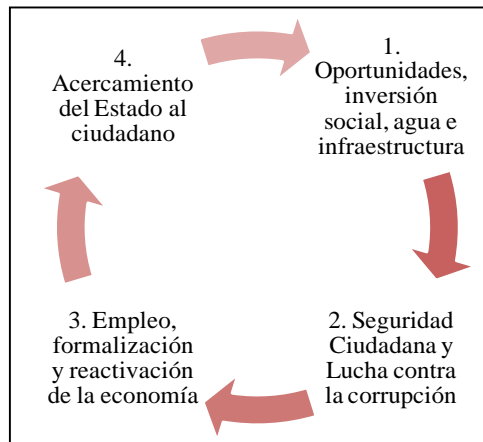 1.
Oportunidades,
inversión
social, agua e
infraestructura
2. Seguridad
Ciudadana y
Lucha contra
la corrupción
3. Empleo,
formalización
y reactivación
de la economía
4.
Acercamiento
del Estado al
ciudadano